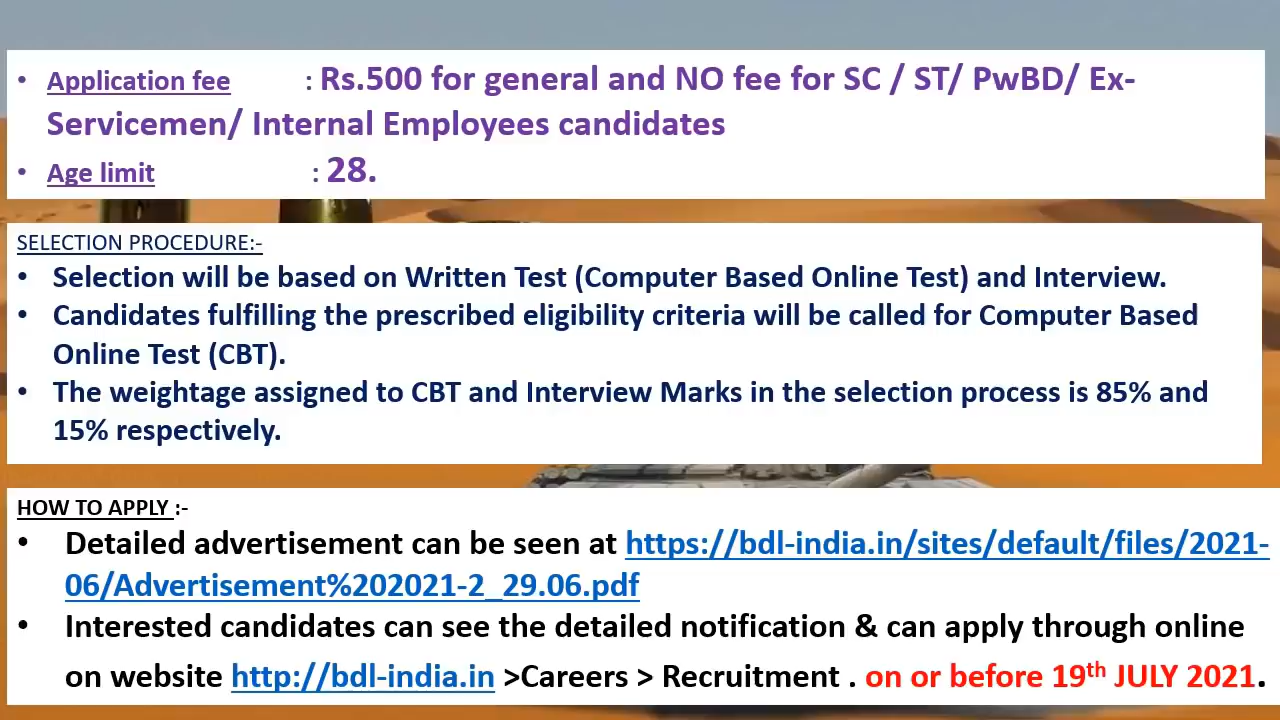 • Application fee : Rs.500 for general and NO fee for SC / ST/ PwBD/ Ex-
Servicemen/ Internal Employees candidates
• Age limit : 28.
SELECTION PROCEDURE:-
• Selection will be based on Written Test (Computer Based Online Test) and Interview.
• Candidates fulfilling the prescribed eligibility criteria will be called for Computer Based
Online Test (CBT).
• The weightage assigned to CBT and Interview Marks in the selection process is 85% and
15% respectively.
HOW TO APPLY :-
• Detailed advertisement can be seen at https://bdl-india.in/sites/default/files/2021-
06/Advertisement%202021-2_29.06.pdf
• Interested candidates can see the detailed notification & can apply through online
on website http://bdl-india.in >Careers > Recruitment . on or before 19th JULY 2021.